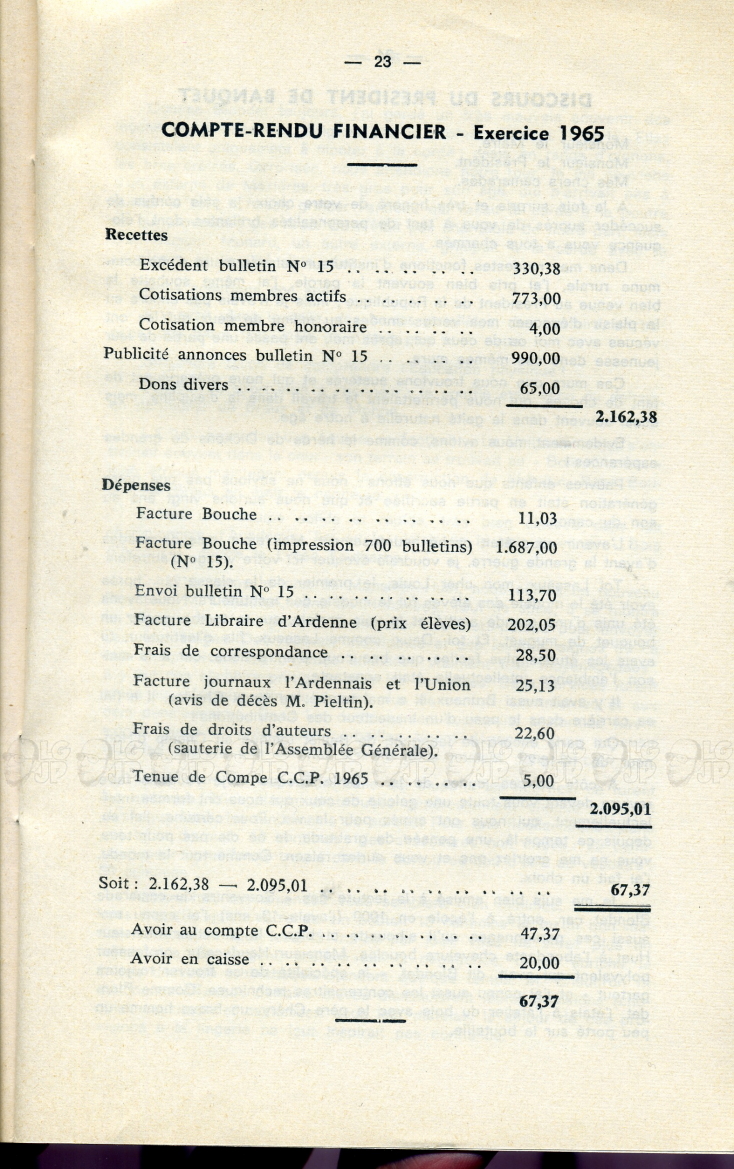 — 23 —
COMPTE-RENDU FINANCIER - Exercice 1965
Recettes
Excédent bulletin N° 15 .. .. .. .. .. .. 330,38
Cotisations membres actifs .. .. .. .. .. 773,00
Cotisation membre honoraire .. .. .. .. 4,00
Publicité annonces bulletin N° 15 .. .. .. .. 990,00
Dons divers .. .. .. .. .. .. .. .. .. .. 65,00
2.162,38
Dépenses
Facture Bouche .. .. .. .. .. .. .. .. .. 11,03
Facture Bouche (impression 700 bulletins) 1.687,00
(N° 15).
Envoi bulletin N° 15 .. .. .. .. .. .. .. 113,70
Facture Libraire d'Ardenne (prix élèves) 202,05
Frais de correspondance .. .. .. .. .. .. 28,50
Facture journaux l'Ardennais et l'Union 25,13
(avis de décès M. Pieltin).
Frais de droits d'auteurs .. .. .. .. .. 22,60
(sauterie de l'Assemblée Générale).
Tenue de Compe C.C.P. 1965 .. .. .. .. 5,00
2.095,01
Soit : 2.162,38 — 2.095,01 .. .. .. .. .. .. .. .. .. 67,37
Avoir au compte C.C.P. .. .. .. .. .. .. .. 47,37
Avoir en caisse .. .. .. .. .. .. .. .. .. 20,00
67,37